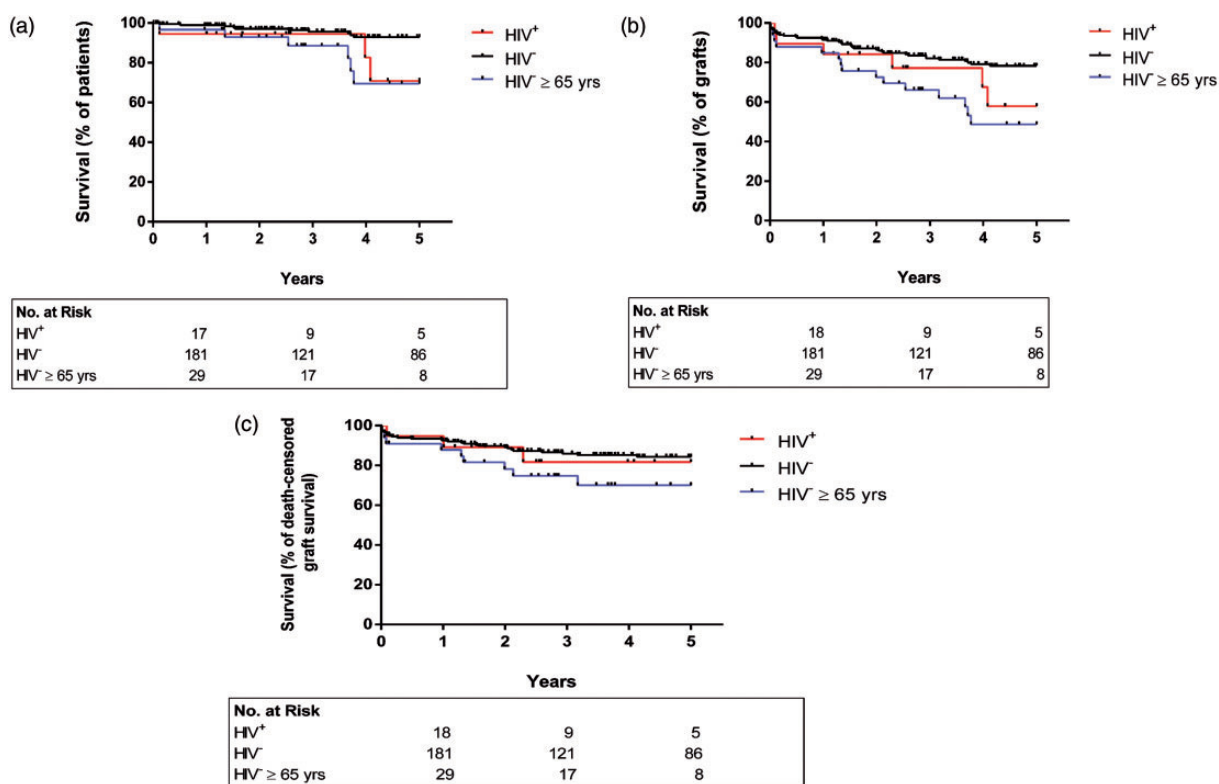 (a)
Survival (% of patients)
100
80
60
40
20
0
0 1 2 3 4 5
Years
HIV⁺
HIV⁻
HIV⁻ ≥ 65 yrs
No. at Risk
HIV⁺ 17 9 5
HIV⁻ 181 121 86
HIV⁻ ≥ 65 yrs 29 17 8
(b)
Survival (% of grafts)
100
80
60
40
20
0
0 1 2 3 4 5
Years
HIV⁺
HIV⁻
HIV⁻ ≥ 65 yrs
No. at Risk
HIV⁺ 18 9 5
HIV⁻ 181 121 86
HIV⁻ ≥ 65 yrs 29 17 8
(c)
Survival (% of death-censored
graft survival)
100
80
60
40
20
0
0 1 2 3 4 5
Years
HIV⁺
HIV⁻
HIV⁻ ≥ 65 yrs
No. at Risk
HIV⁺ 18 9 5
HIV⁻ 181 121 86
HIV⁻ ≥ 65 yrs 29 17 8